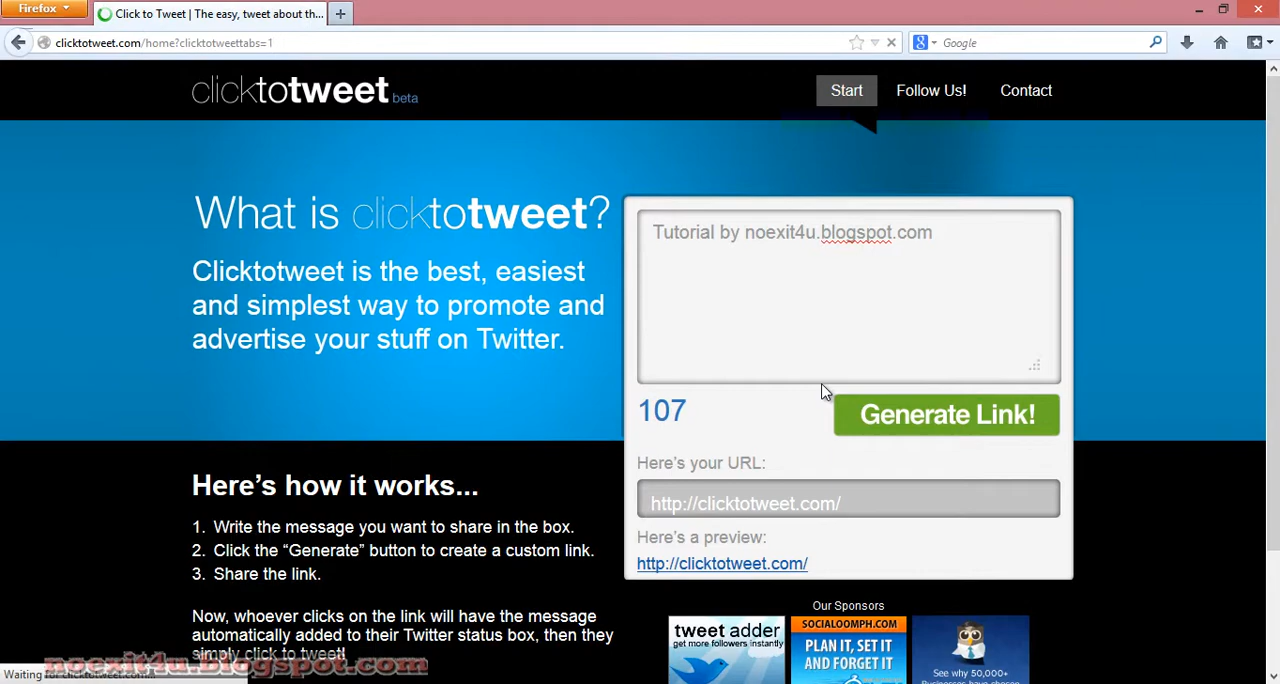 Firefox
Click to Tweet | The easy, tweet about th...
clicktotweet.com/home?clicktotweettabs=1
Google
clicktotweet beta
Start
Follow Us!
Contact
What is clicktotweet?
Clicktotweet is the best, easiest
and simplest way to promote and
advertise your stuff on Twitter.
Tutorial by noexit4u.blogspot.com
107
Generate Link!
Here's your URL:
http://clicktotweet.com/
Here's a preview:
http://clicktotweet.com/
Here's how it works...
1. Write the message you want to share in the box.
2. Click the “Generate” button to create a custom link.
3. Share the link.
Now, whoever clicks on the link will have the message
automatically added to their Twitter status box, then they
simply click to tweet!
Our Sponsors
tweet adder
get more followers instantly
SOCIALOOMPH.COM
PLAN IT, SET IT
AND FORGET IT
See why 50,000+
Businesses have chosen
noexit4u.blogspot.com
Waiting for clicktotweet.com...